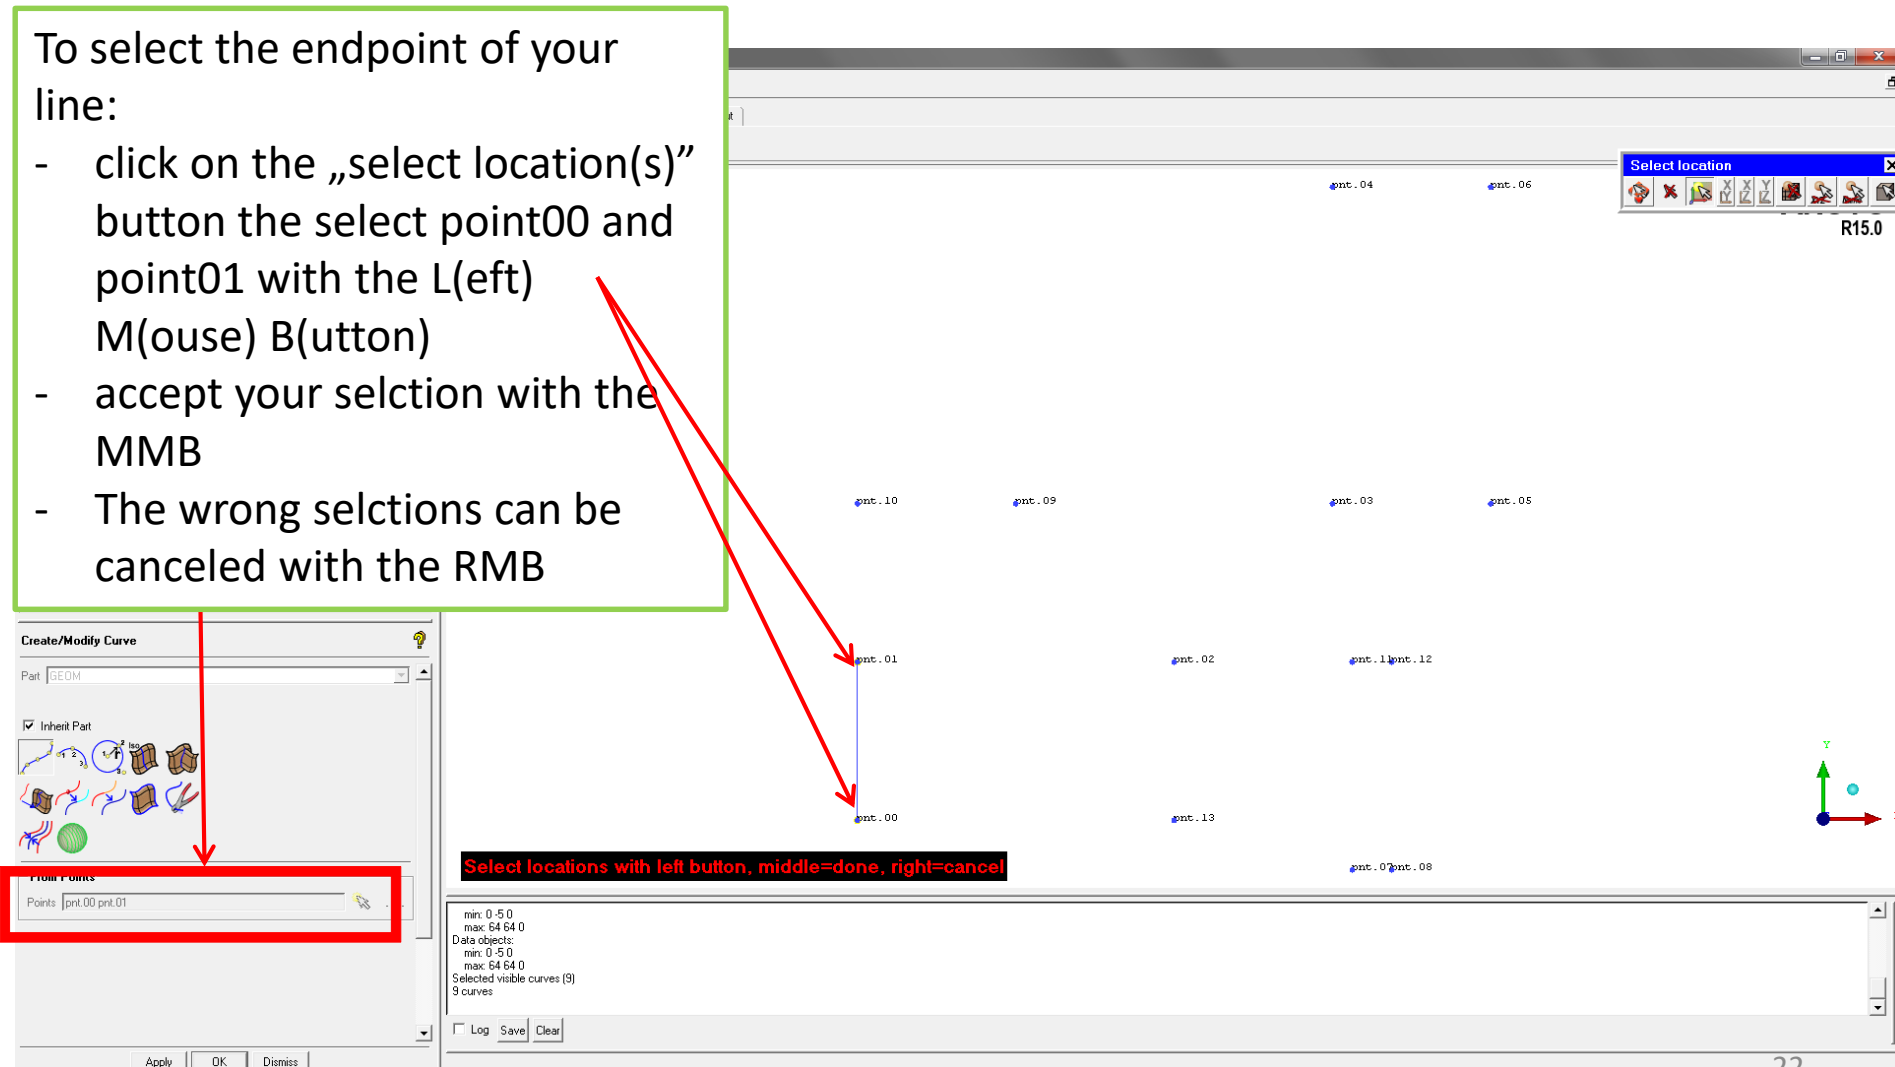 To select the endpoint of your
line:
- click on the „select location(s)”
button the select point00 and
point01 with the L(eft)
M(ouse) B(utton)
- accept your selction with the
MMB
- The wrong selctions can be
canceled with the RMB
Select location
R15.0
pnt.04
pnt.06
pnt.10
pnt.09
pnt.03
pnt.05
pnt.01
pnt.02
pnt.11
pnt.12
pnt.00
pnt.13
pnt.07
pnt.08
Y
Select locations with left button, middle=done, right=cancel
Create/Modify Curve
Part GEOM
Inherit Part
From Points
Points pnt.00 pnt.01
min: 0 -5 0
max: 64 64 0
Data objects:
min: 0 -5 0
max: 64 64 0
Selected visible curves (9)
9 curves
Log Save Clear
Apply OK Dismiss
22